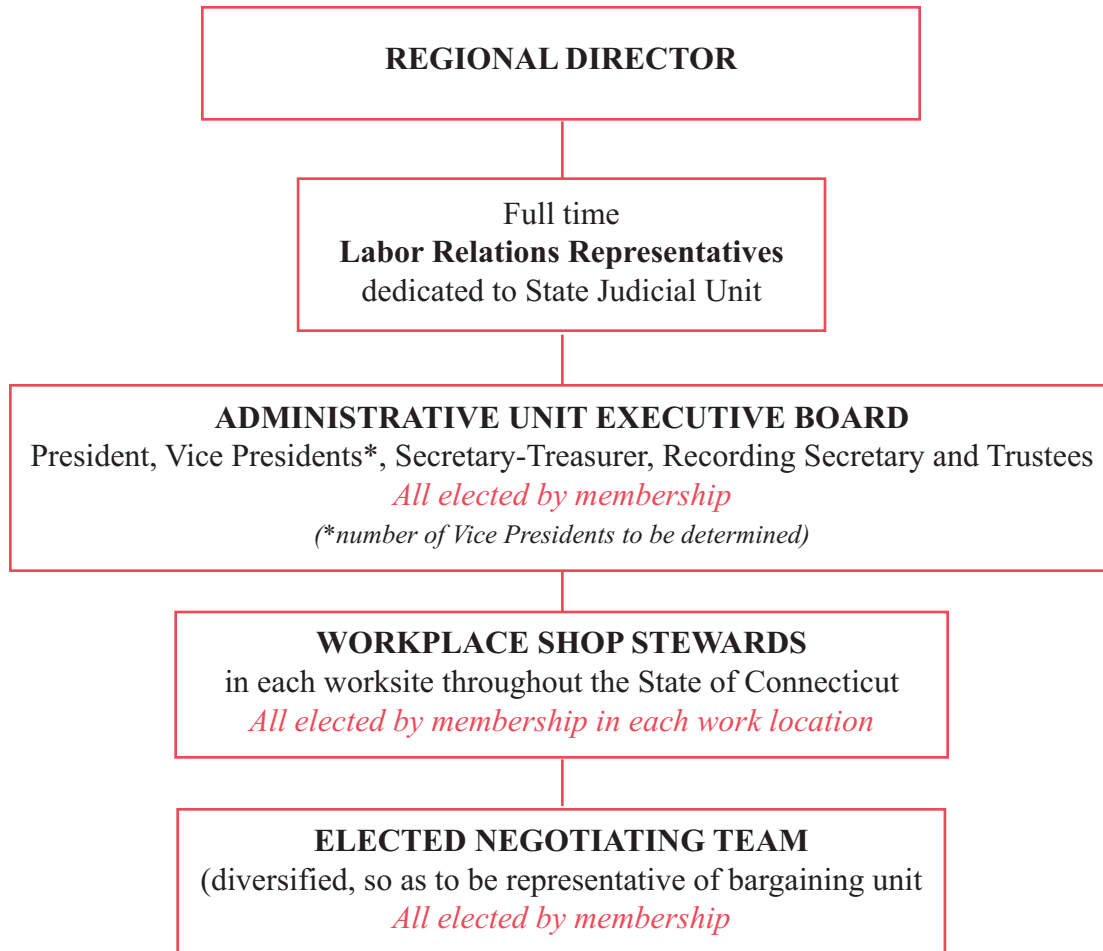 REGIONAL DIRECTOR
Full time
Labor Relations Representatives
dedicated to State Judicial Unit
ADMINISTRATIVE UNIT EXECUTIVE BOARD
President, Vice Presidents*, Secretary-Treasurer, Recording Secretary and Trustees
All elected by membership
(*number of Vice Presidents to be determined)
WORKPLACE SHOP STEWARDS
in each worksite throughout the State of Connecticut
All elected by membership in each work location
ELECTED NEGOTIATING TEAM
(diversified, so as to be representative of bargaining unit
All elected by membership